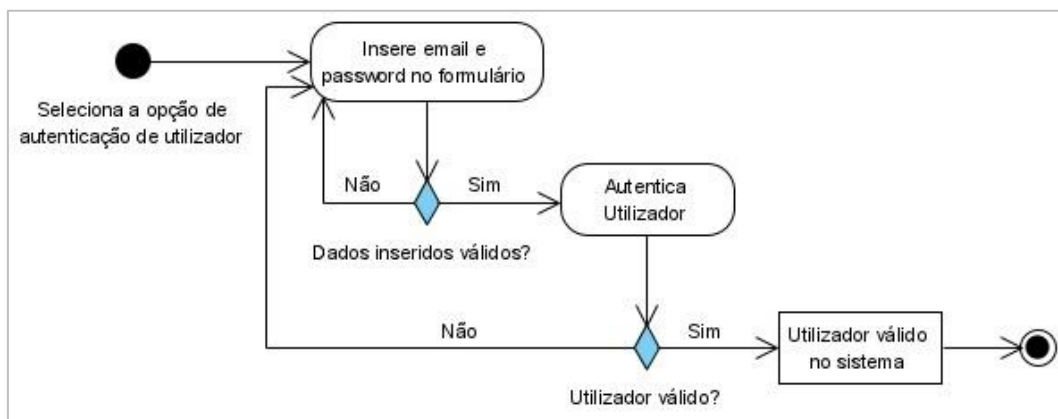 Insere email e
password no formulário
Seleciona a opção de
autenticação de utilizador
Não
Sim
Autentica
Utilizador
Dados inseridos válidos?
Não
Sim
Utilizador válido
no sistema
Utilizador válido?